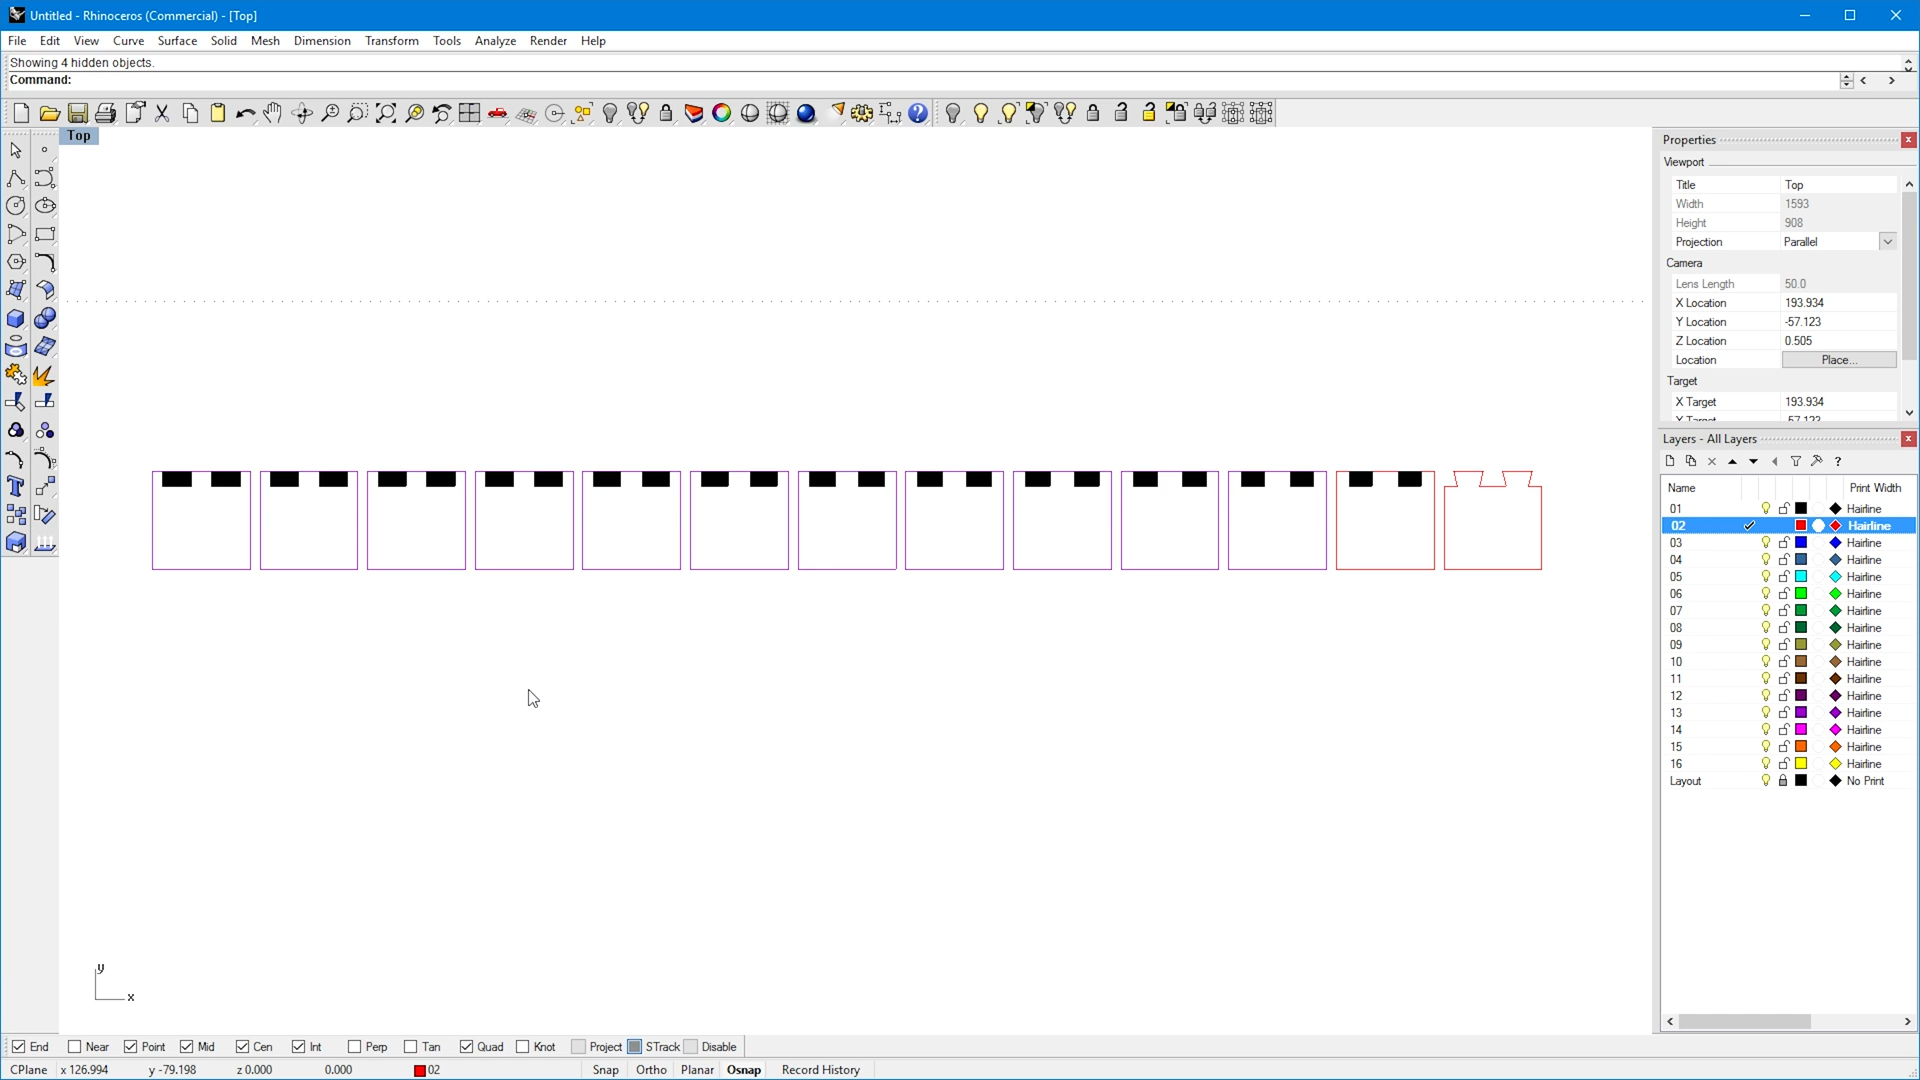 Untitled - Rhinoceros (Commercial) - [Top]
File Edit View Curve Surface Solid Mesh Dimension Transform Tools Analyze Render Help
Showing 4 hidden objects.
Command:
Top
Properties
Viewport
Title Top
Width 1593
Height 908
Projection Parallel
Camera
Lens Length 50.0
X Location 193.934
Y Location -57.123
Z Location 0.505
Location Place...
Target
X Target 193.934
Y Target -57.123
Layers - All Layers
Name Print Width
01 Hairline
02 Hairline
03 Hairline
04 Hairline
05 Hairline
06 Hairline
07 Hairline
08 Hairline
09 Hairline
10 Hairline
11 Hairline
12 Hairline
13 Hairline
14 Hairline
15 Hairline
16 Hairline
Layout No Print
y
x
End Near Point Mid Cen Int Perp Tan Quad Knot Project STrack Disable
CPlane x 126.994 y -79.198 z 0.000 0.000 02 Snap Ortho Planar Osnap Record History